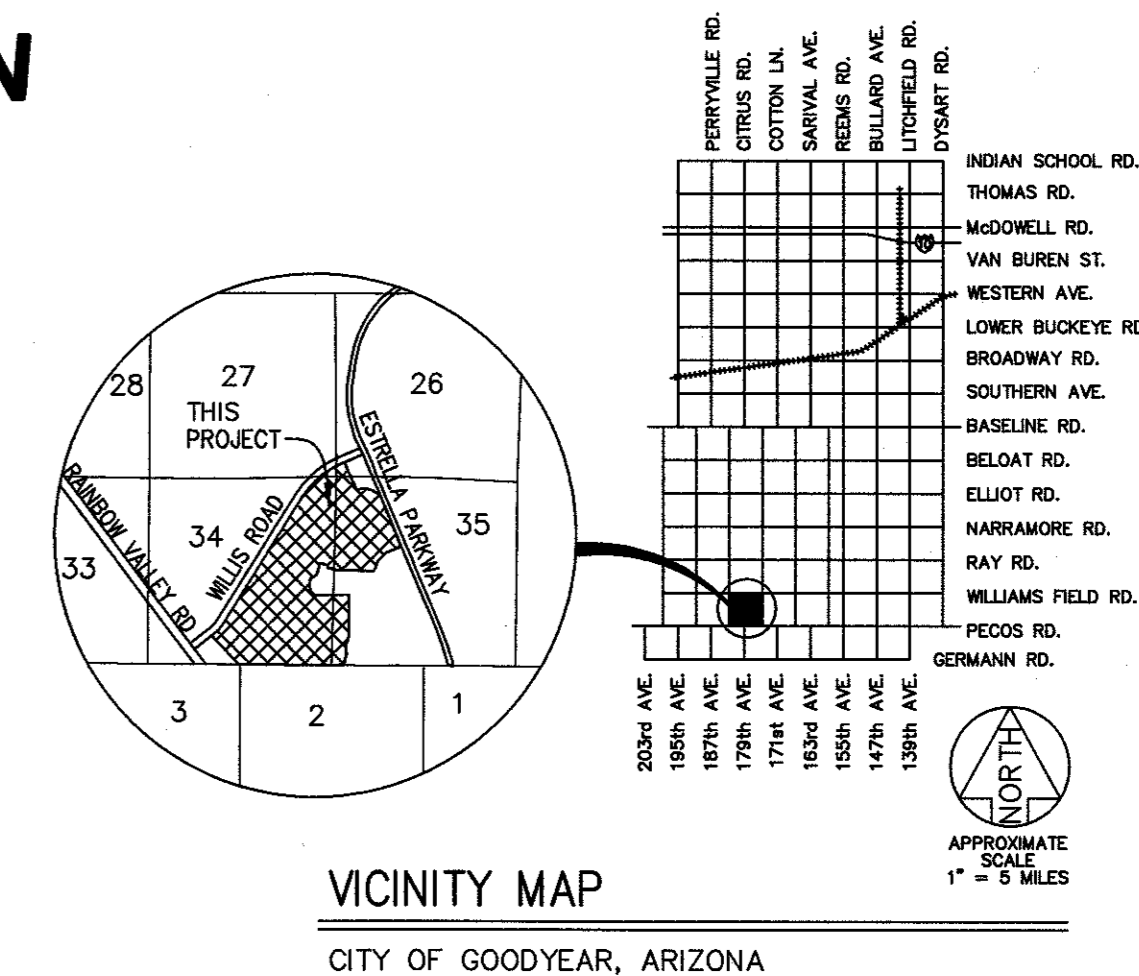 N
PERRYVILLE RD.
CITRUS RD.
COTTON LN.
SARIVAL AVE.
REEMS RD.
BULLARD AVE.
LITCHFIELD RD.
DYSART RD.
INDIAN SCHOOL RD.
THOMAS RD.
McDOWELL RD.
10
VAN BUREN ST.
WESTERN AVE.
LOWER BUCKEYE RD
BROADWAY RD.
SOUTHERN AVE.
BASELINE RD.
BELOAT RD.
ELLIOT RD.
NARRAMORE RD.
RAY RD.
WILLIAMS FIELD RD.
PECOS RD.
GERMANN RD.
28
27
26
THIS
PROJECT
ESTRELLA PARKWAY
RAINBOW VALLEY RD
WILLIS ROAD
34
35
33
3
2
1
203rd AVE.
195th AVE.
187th AVE.
179th AVE.
171st AVE.
163rd AVE.
155th AVE.
147th AVE.
139th AVE.
NORTH
APPROXIMATE
SCALE
1" = 5 MILES
VICINITY MAP
CITY OF GOODYEAR, ARIZONA